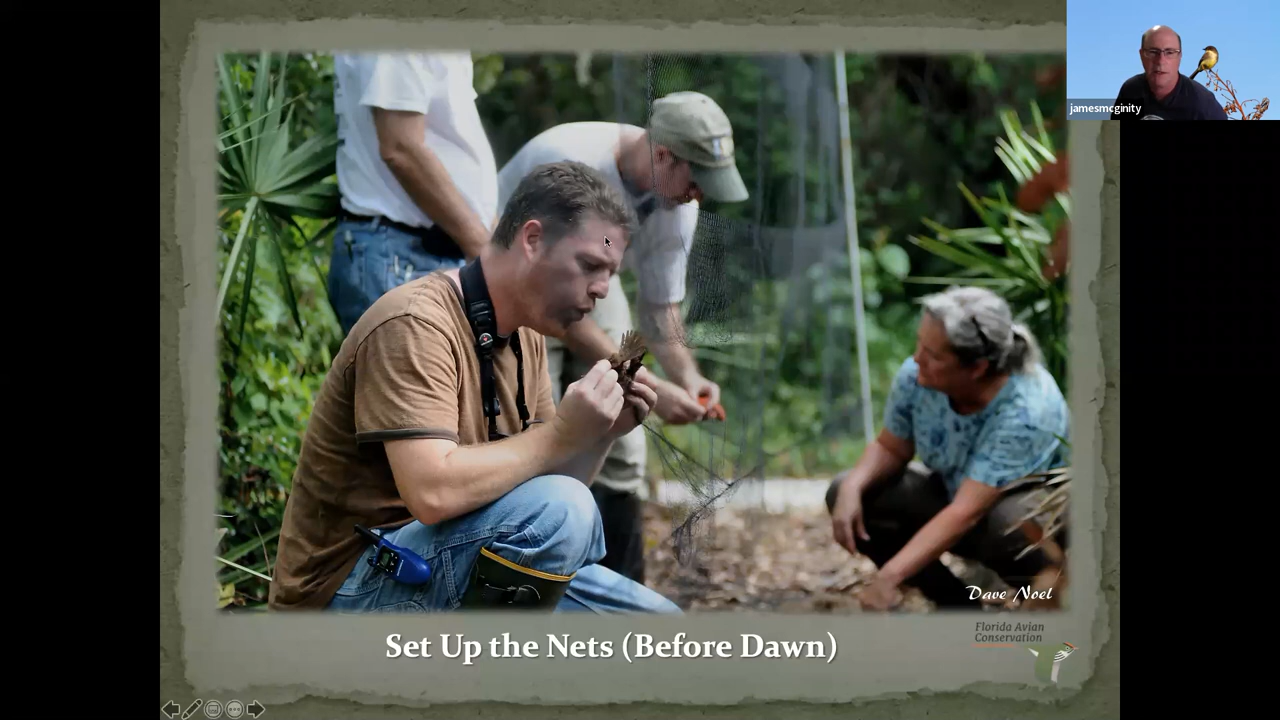 jamesmcginity
Dave Noel
Florida Avian
Conservation
Set Up the Nets (Before Dawn)